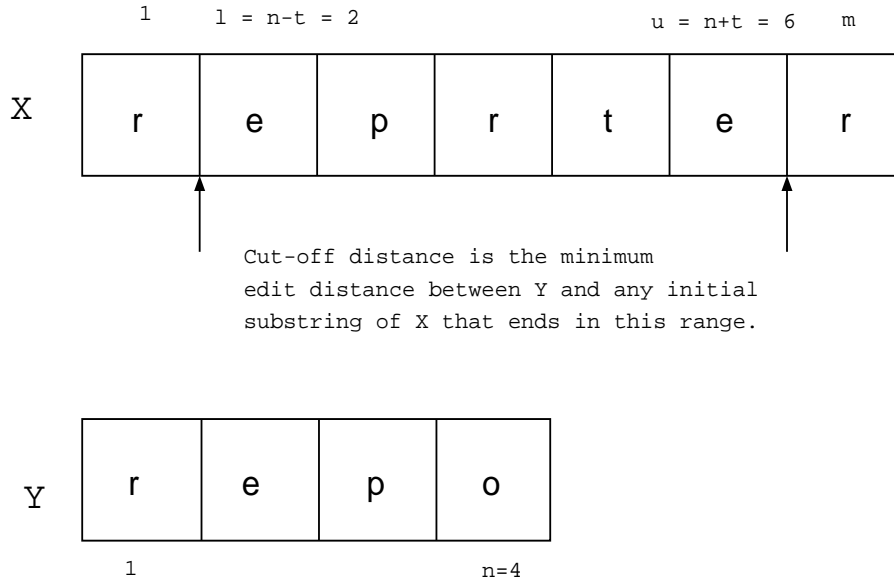 1 l = n-t = 2 u = n+t = 6 m
X r e p r t e r
Cut-off distance is the minimum
edit distance between Y and any initial
substring of X that ends in this range.
Y r e p o
1 n=4